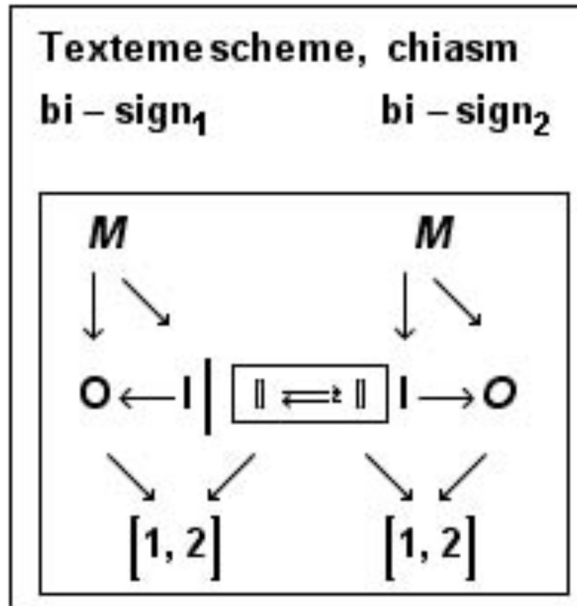 Texteme scheme, chiasm
bi – sign₁ bi – sign₂
M M
O ← I | 𝕀 ⇌ 𝕀 I → O
[1, 2] [1, 2]